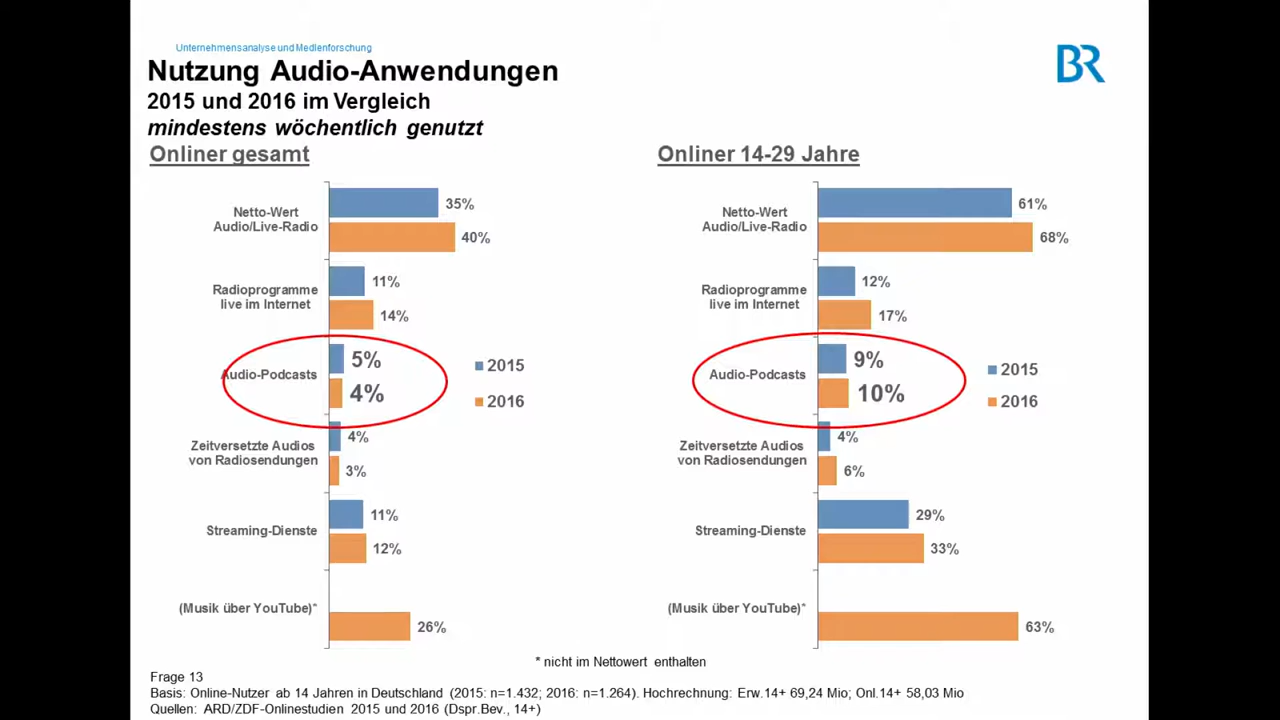 Unternehmensanalyse und Medienforschung
BR
Nutzung Audio-Anwendungen
2015 und 2016 im Vergleich
mindestens wöchentlich genutzt
Onliner gesamt
Netto-Wert
Audio/Live-Radio
35%
40%
Radioprogramme
live im Internet
11%
14%
Audio-Podcasts
5%
4%
2015
2016
Zeitversetzte Audios
von Radiosendungen
4%
3%
Streaming-Dienste
11%
12%
(Musik über YouTube)*
26%
Onliner 14-29 Jahre
Netto-Wert
Audio/Live-Radio
61%
68%
Radioprogramme
live im Internet
12%
17%
Audio-Podcasts
9%
10%
2015
2016
Zeitversetzte Audios
von Radiosendungen
4%
6%
Streaming-Dienste
29%
33%
(Musik über YouTube)*
63%
* nicht im Nettowert enthalten
Frage 13
Basis: Online-Nutzer ab 14 Jahren in Deutschland (2015: n=1.432; 2016: n=1.264). Hochrechnung: Erw.14+ 69,24 Mio; Onl.14+ 58,03 Mio
Quellen: ARD/ZDF-Onlinestudien 2015 und 2016 (Dspr.Bev., 14+)